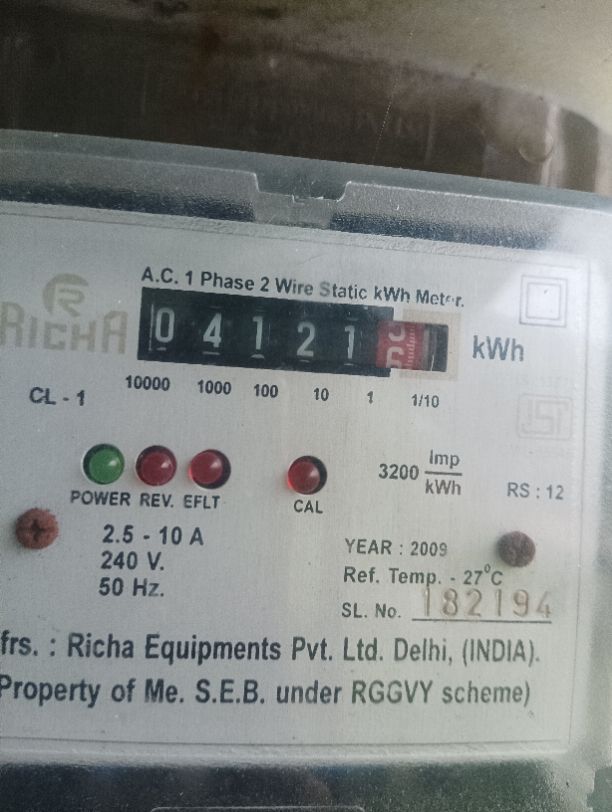 A.C. 1 Phase 2 Wire Static kWh Meter.
RICHA
0 4 1 2 1
kWh
CL - 1
10000 1000 100 10 1 1/10
3200 Imp/kWh
RS : 12
POWER REV. EFLT
CAL
2.5 - 10 A
240 V.
50 Hz.
YEAR : 2009
Ref. Temp. - 27°C
SL. No. 182194
frs. : Richa Equipments Pvt. Ltd. Delhi, (INDIA).
Property of Me. S.E.B. under RGGVY scheme)